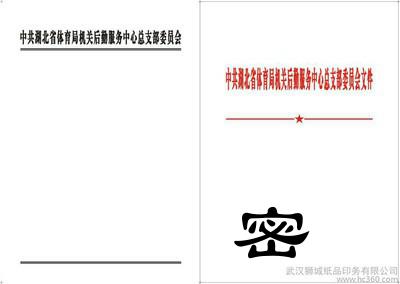 中共湖北省体育局机关后勤服务中心总支部委员会
中共湖北省体育局机关后勤服务中心总支部委员会文件
密
武汉狮城纸品印务有限公司
www.hc360.com